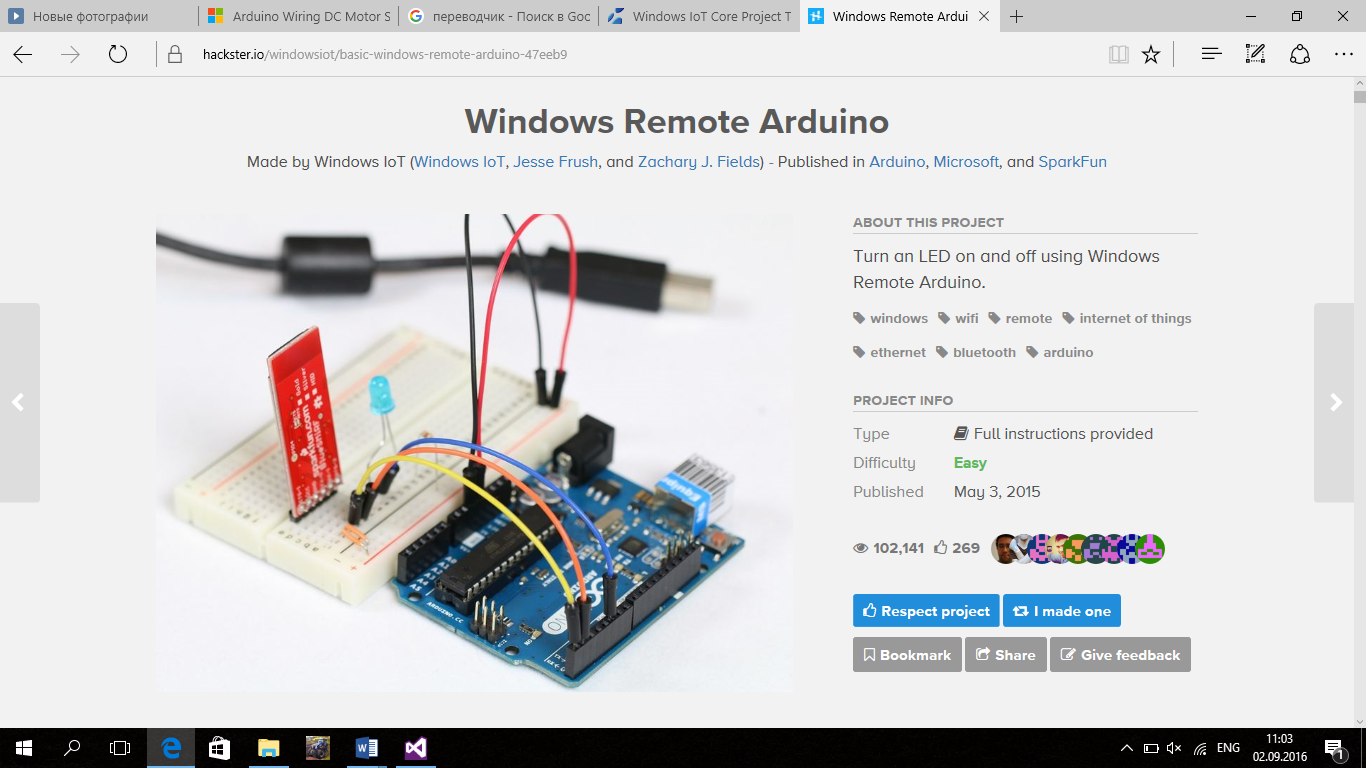 Новые фотографии
Arduino Wiring DC Motor S
переводчик - Поиск в Goo
Windows IoT Core Project T
Windows Remote Ardui
hackster.io/windowsiot/basic-windows-remote-arduino-47eeb9
Windows Remote Arduino
Made by Windows IoT (Windows IoT, Jesse Frush, and Zachary J. Fields) - Published in Arduino, Microsoft, and SparkFun
ABOUT THIS PROJECT
Turn an LED on and off using Windows
Remote Arduino.
windows wifi remote internet of things
ethernet bluetooth arduino
PROJECT INFO
Type Full instructions provided
Difficulty Easy
Published May 3, 2015
102,141 269
Respect project I made one
Bookmark Share Give feedback
sparkfun.com
ARDUINO.CC
ENG
11:03
02.09.2016
1